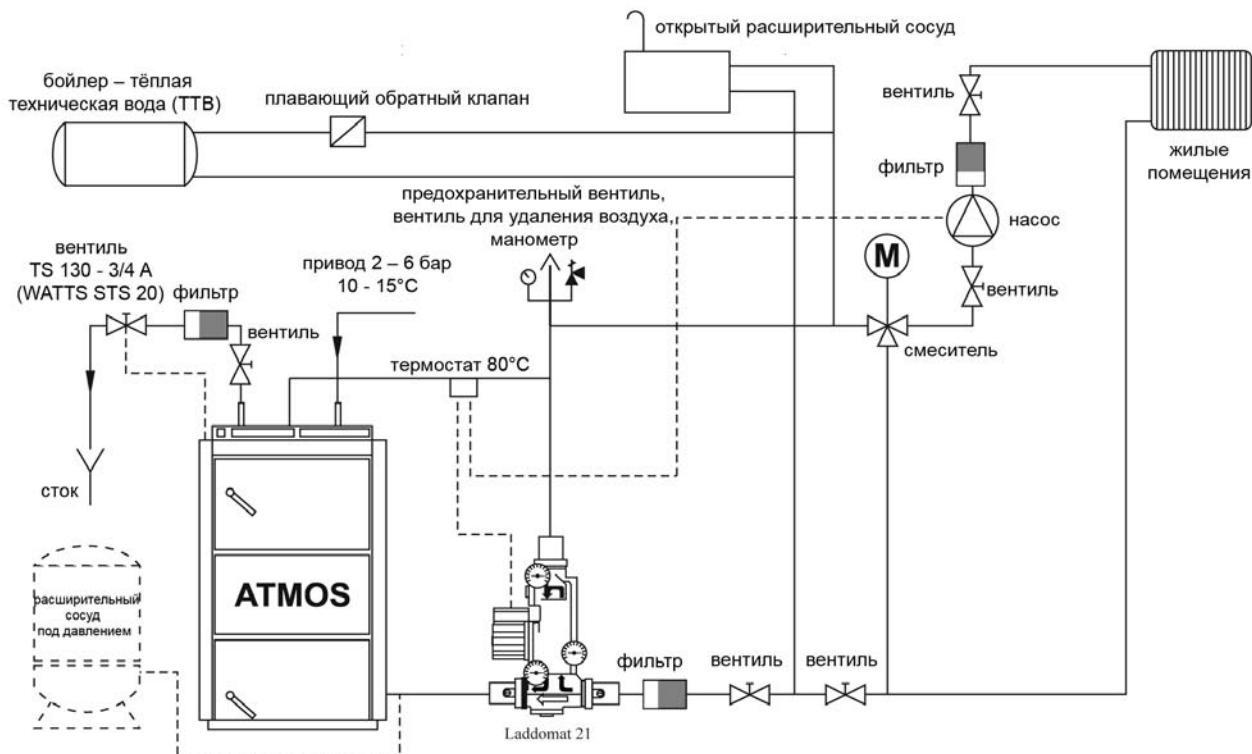 открытый расширительный сосуд
бойлер – тёплая
техническая вода (ТТВ)
плавающий обратный клапан
вентиль
фильтр
жилые
помещения
предохранительный вентиль,
вентиль для удаления воздуха,
манометр
насос
M
вентиль
смеситель
вентиль
TS 130 - 3/4 A
(WATTS STS 20)
фильтр
вентиль
привод 2 – 6 бар
10 - 15°C
термостат 80°C
сток
ATMOS
расширительный
сосуд
под давлением
фильтр
вентиль
вентиль
Laddomat 21